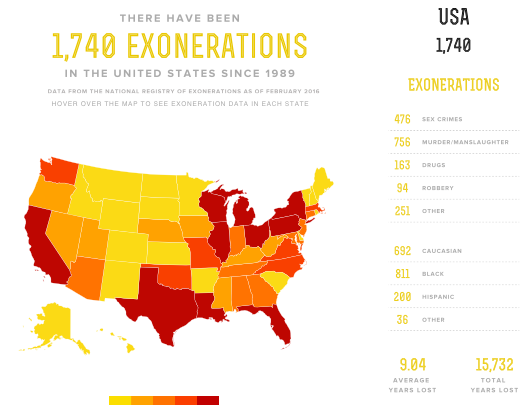 THERE HAVE BEEN
1,740 EXONERATIONS
IN THE UNITED STATES SINCE 1989
DATA FROM THE NATIONAL REGISTRY OF EXONERATIONS AS OF FEBRUARY 2016
HOVER OVER THE MAP TO SEE EXONERATION DATA IN EACH STATE
USA
1,740
EXONERATIONS
476 SEX CRIMES
756 MURDER/MANSLAUGHTER
163 DRUGS
94 ROBBERY
251 OTHER
692 CAUCASIAN
811 BLACK
200 HISPANIC
36 OTHER
9.04 15,732
AVERAGE TOTAL
YEARS LOST YEARS LOST